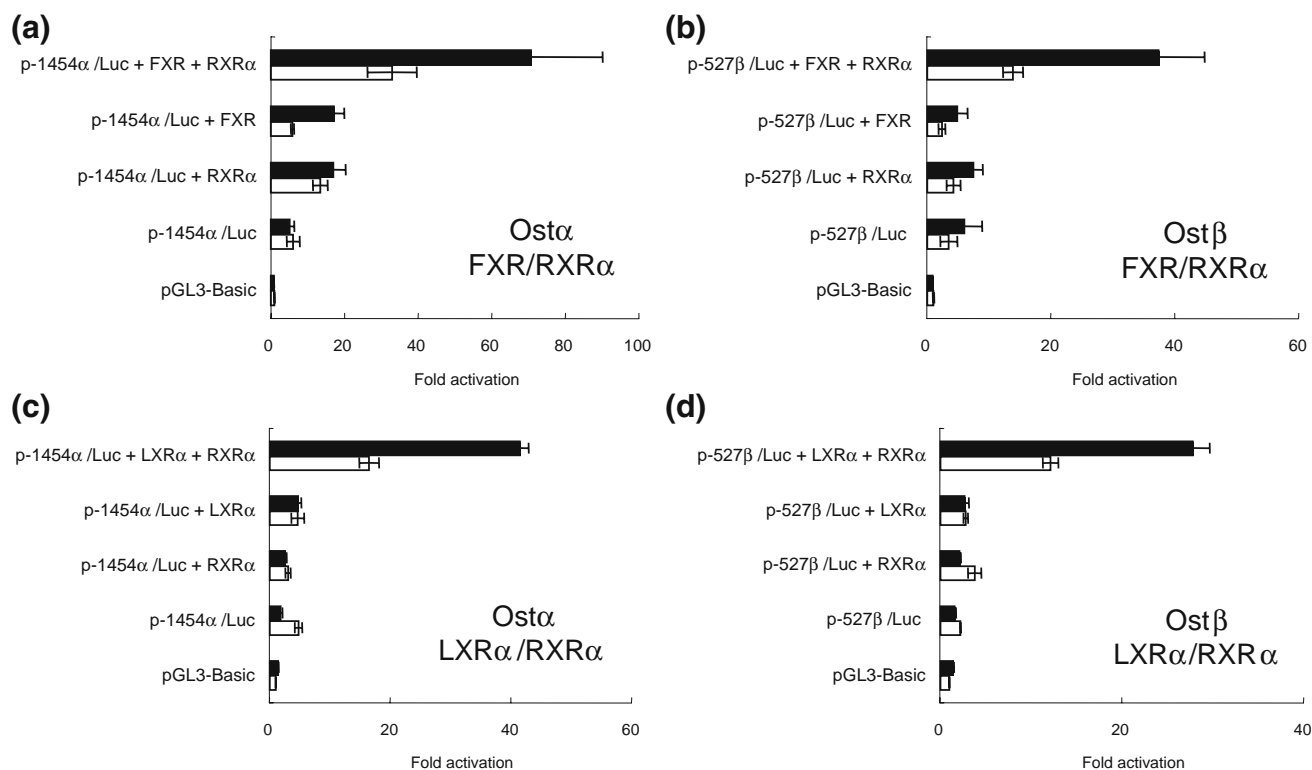 (a)
p-1454α /Luc + FXR + RXRα
p-1454α /Luc + FXR
p-1454α /Luc + RXRα
p-1454α /Luc
pGL3-Basic
Ostα
FXR/RXRα
0 20 40 60 80 100
Fold activation
(b)
p-527β /Luc + FXR + RXRα
p-527β /Luc + FXR
p-527β /Luc + RXRα
p-527β /Luc
pGL3-Basic
Ostβ
FXR/RXRα
0 20 40 60
Fold activation
(c)
p-1454α /Luc + LXRα + RXRα
p-1454α /Luc + LXRα
p-1454α /Luc + RXRα
p-1454α /Luc
pGL3-Basic
Ostα
LXRα/RXRα
0 20 40 60
Fold activation
(d)
p-527β /Luc + LXRα + RXRα
p-527β /Luc + LXRα
p-527β /Luc + RXRα
p-527β /Luc
pGL3-Basic
Ostβ
LXRα/RXRα
0 20 40
Fold activation